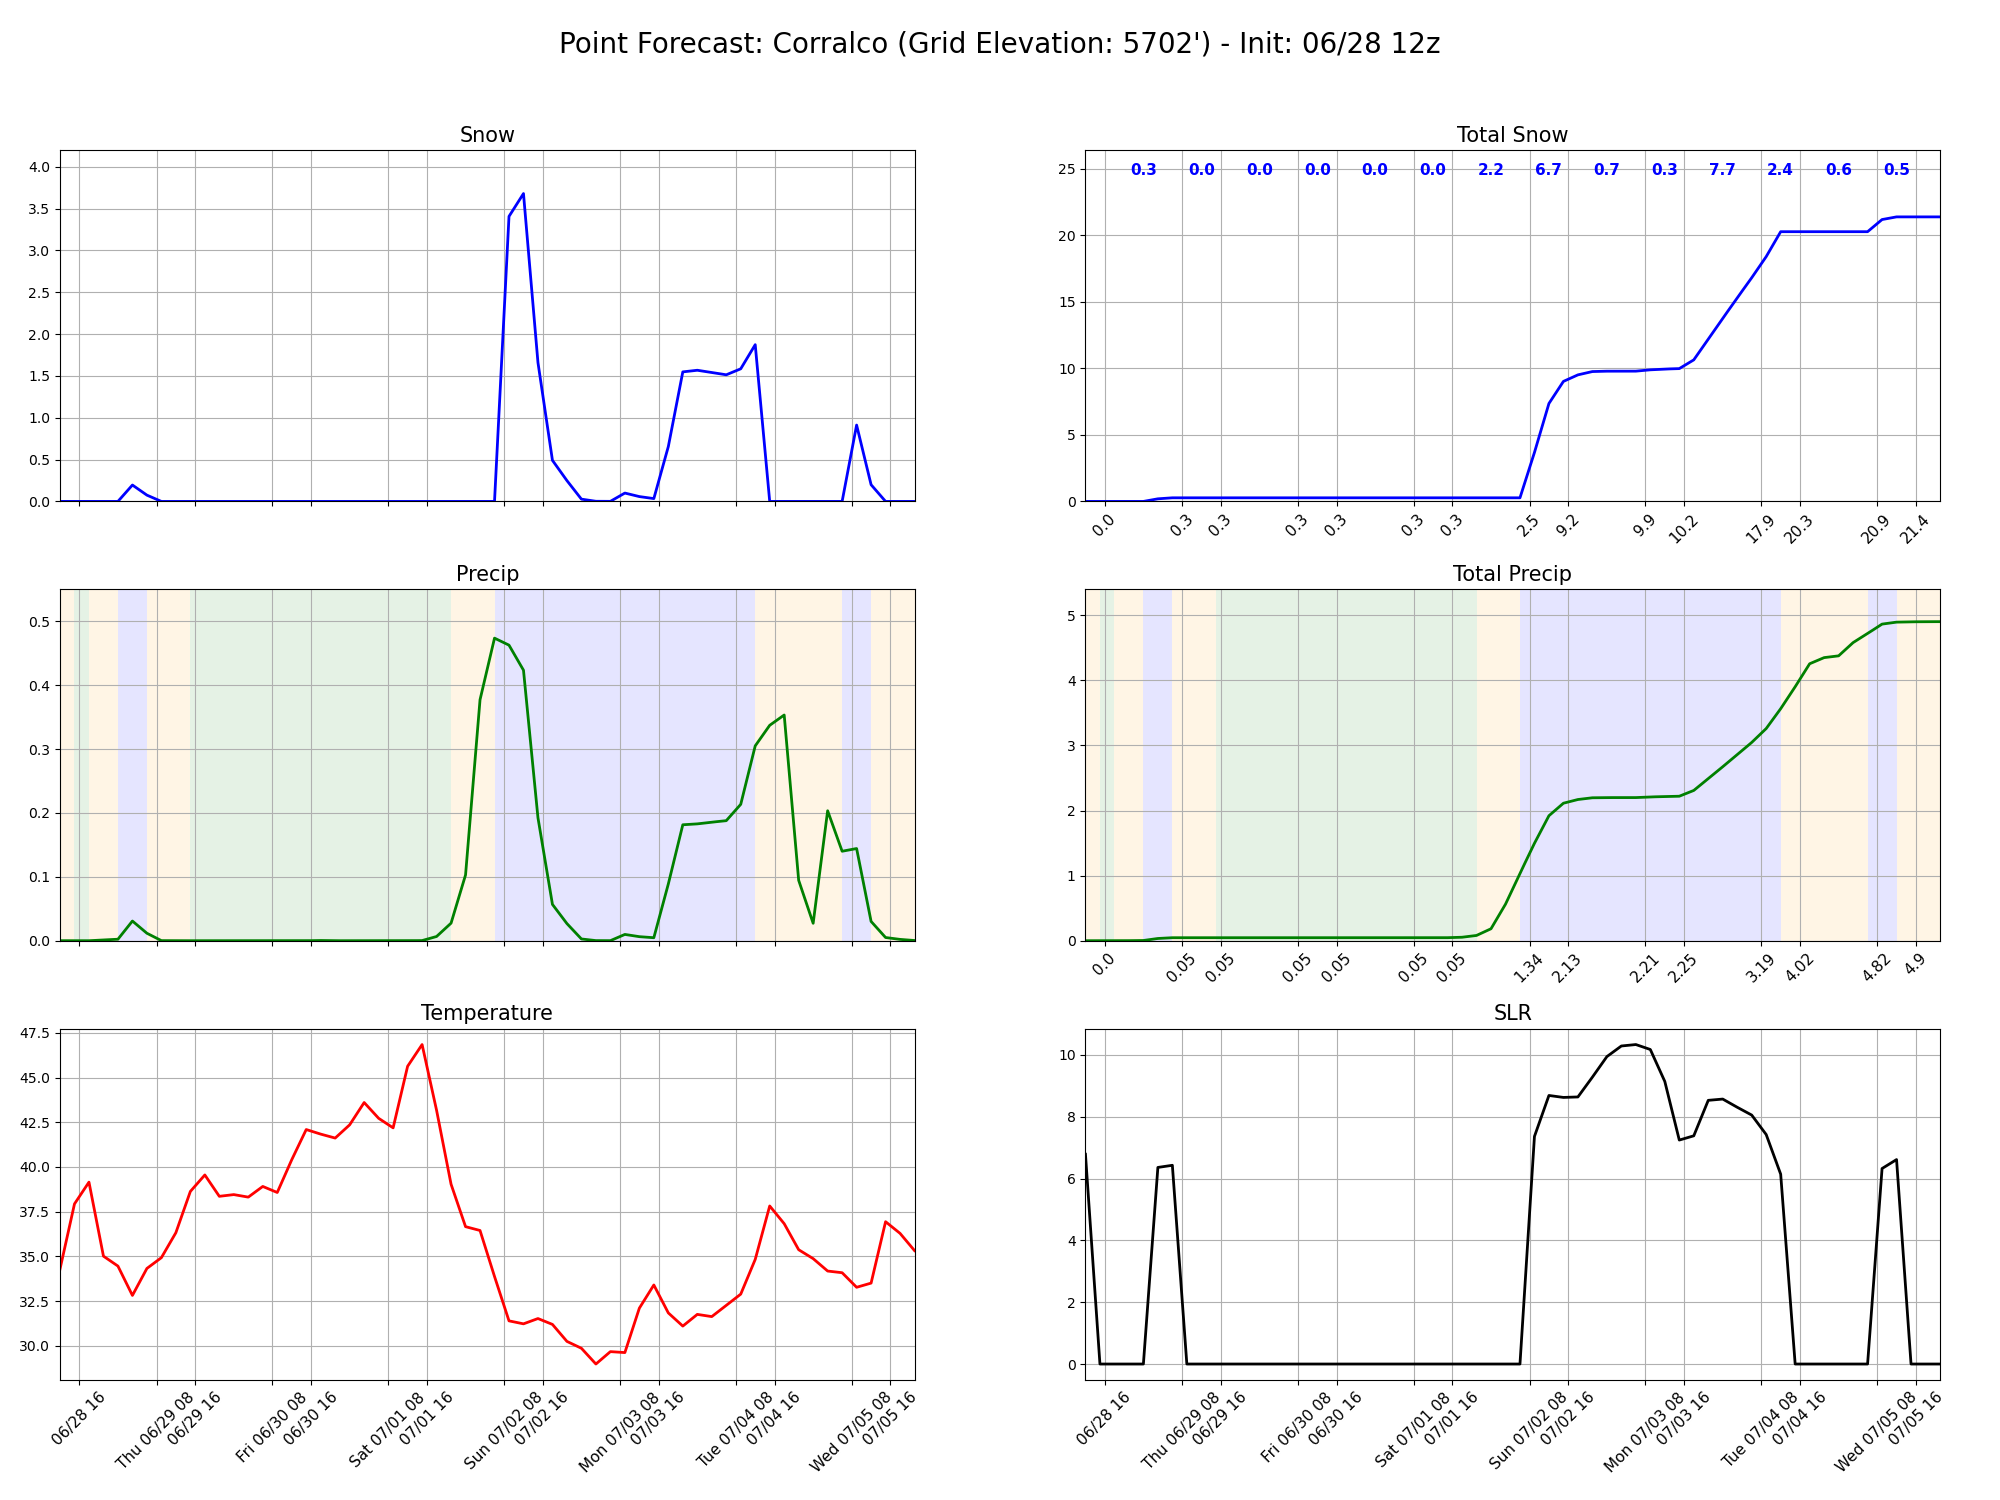 Point Forecast: Corralco (Grid Elevation: 5702') - Init: 06/28 12z
Snow
4.0
3.5
3.0
2.5
2.0
1.5
1.0
0.5
0.0
Total Snow
0.3 0.0 0.0 0.0 0.0 0.0 2.2 6.7 0.7 0.3 7.7 2.4 0.6 0.5
25
20
15
10
5
0
0.0 0.3 0.3 0.3 0.3 0.3 0.3 2.5 9.2 9.9 10.2 17.9 20.3 20.9 21.4
Precip
0.5
0.4
0.3
0.2
0.1
0.0
Total Precip
5
4
3
2
1
0
0.0 0.05 0.05 0.05 0.05 0.05 0.05 1.34 2.13 2.21 2.25 3.19 4.02 4.82 4.9
Temperature
47.5
45.0
42.5
40.0
37.5
35.0
32.5
30.0
06/28 16
Thu 06/29 08
06/29 16
Fri 06/30 08
06/30 16
Sat 07/01 08
07/01 16
Sun 07/02 08
07/02 16
Mon 07/03 08
07/03 16
Tue 07/04 08
07/04 16
Wed 07/05 08
07/05 16
SLR
10
8
6
4
2
0
06/28 16
Thu 06/29 08
06/29 16
Fri 06/30 08
06/30 16
Sat 07/01 08
07/01 16
Sun 07/02 08
07/02 16
Mon 07/03 08
07/03 16
Tue 07/04 08
07/04 16
Wed 07/05 08
07/05 16